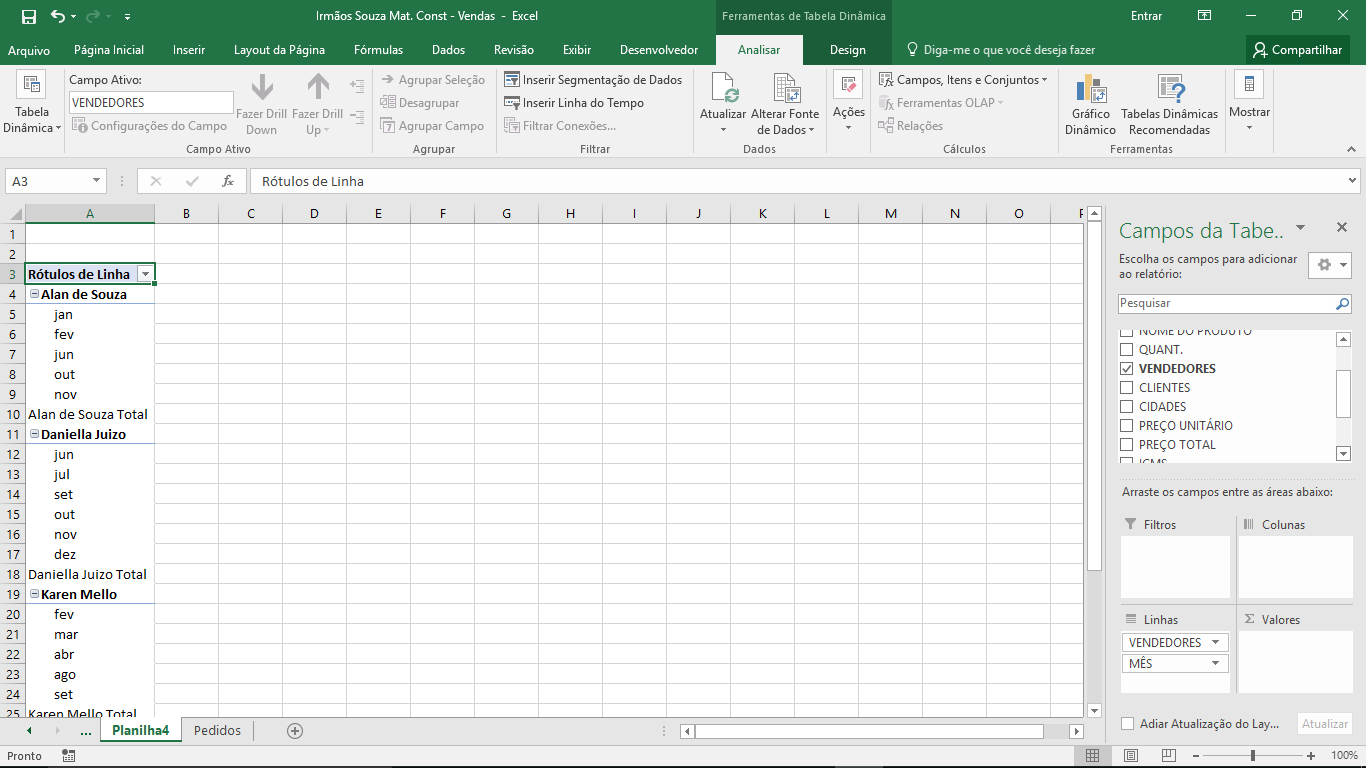 Irmãos Souza Mat. Const - Vendas - Excel
Ferramentas de Tabela Dinâmica
Entrar
Arquivo Página Inicial Inserir Layout da Página Fórmulas Dados Revisão Exibir Desenvolvedor Analisar Design Diga-me o que você deseja fazer Compartilhar
Tabela
Dinâmica
Campo Ativo:
VENDEDORES
Configurações do Campo
Fazer Drill
Down
Fazer Drill
Up
Campo Ativo
Agrupar Seleção
Desagrupar
Agrupar Campo
Agrupar
Inserir Segmentação de Dados
Inserir Linha do Tempo
Filtrar Conexões...
Filtrar
Atualizar
Alterar Fonte
de Dados
Dados
Ações
Campos, Itens e Conjuntos
Ferramentas OLAP
Relações
Cálculos
Gráfico
Dinâmico
Tabelas Dinâmicas
Recomendadas
Ferramentas
Mostrar
A3
fx
Rótulos de Linha
A B C D E F G H I J K L M N O P
1
2
3 Rótulos de Linha
4 Alan de Souza
5 jan
6 fev
7 jun
8 out
9 nov
10 Alan de Souza Total
11 Daniella Juizo
12 jun
13 jul
14 set
15 out
16 nov
17 dez
18 Daniella Juizo Total
19 Karen Mello
20 fev
21 mar
22 abr
23 ago
24 set
25 Karen Mello Total
Campos da Tabe..
Escolha os campos para adicionar
ao relatório:
Pesquisar
NOME DO PRODUTO
QUANT.
VENDEDORES
CLIENTES
CIDADES
PREÇO UNITÁRIO
PREÇO TOTAL
ICMS
Arraste os campos entre as áreas abaixo:
Filtros
Colunas
Linhas
Σ Valores
VENDEDORES
MÊS
Adiar Atualização do Lay...
Atualizar
... Planilha4 Pedidos
Pronto
100%